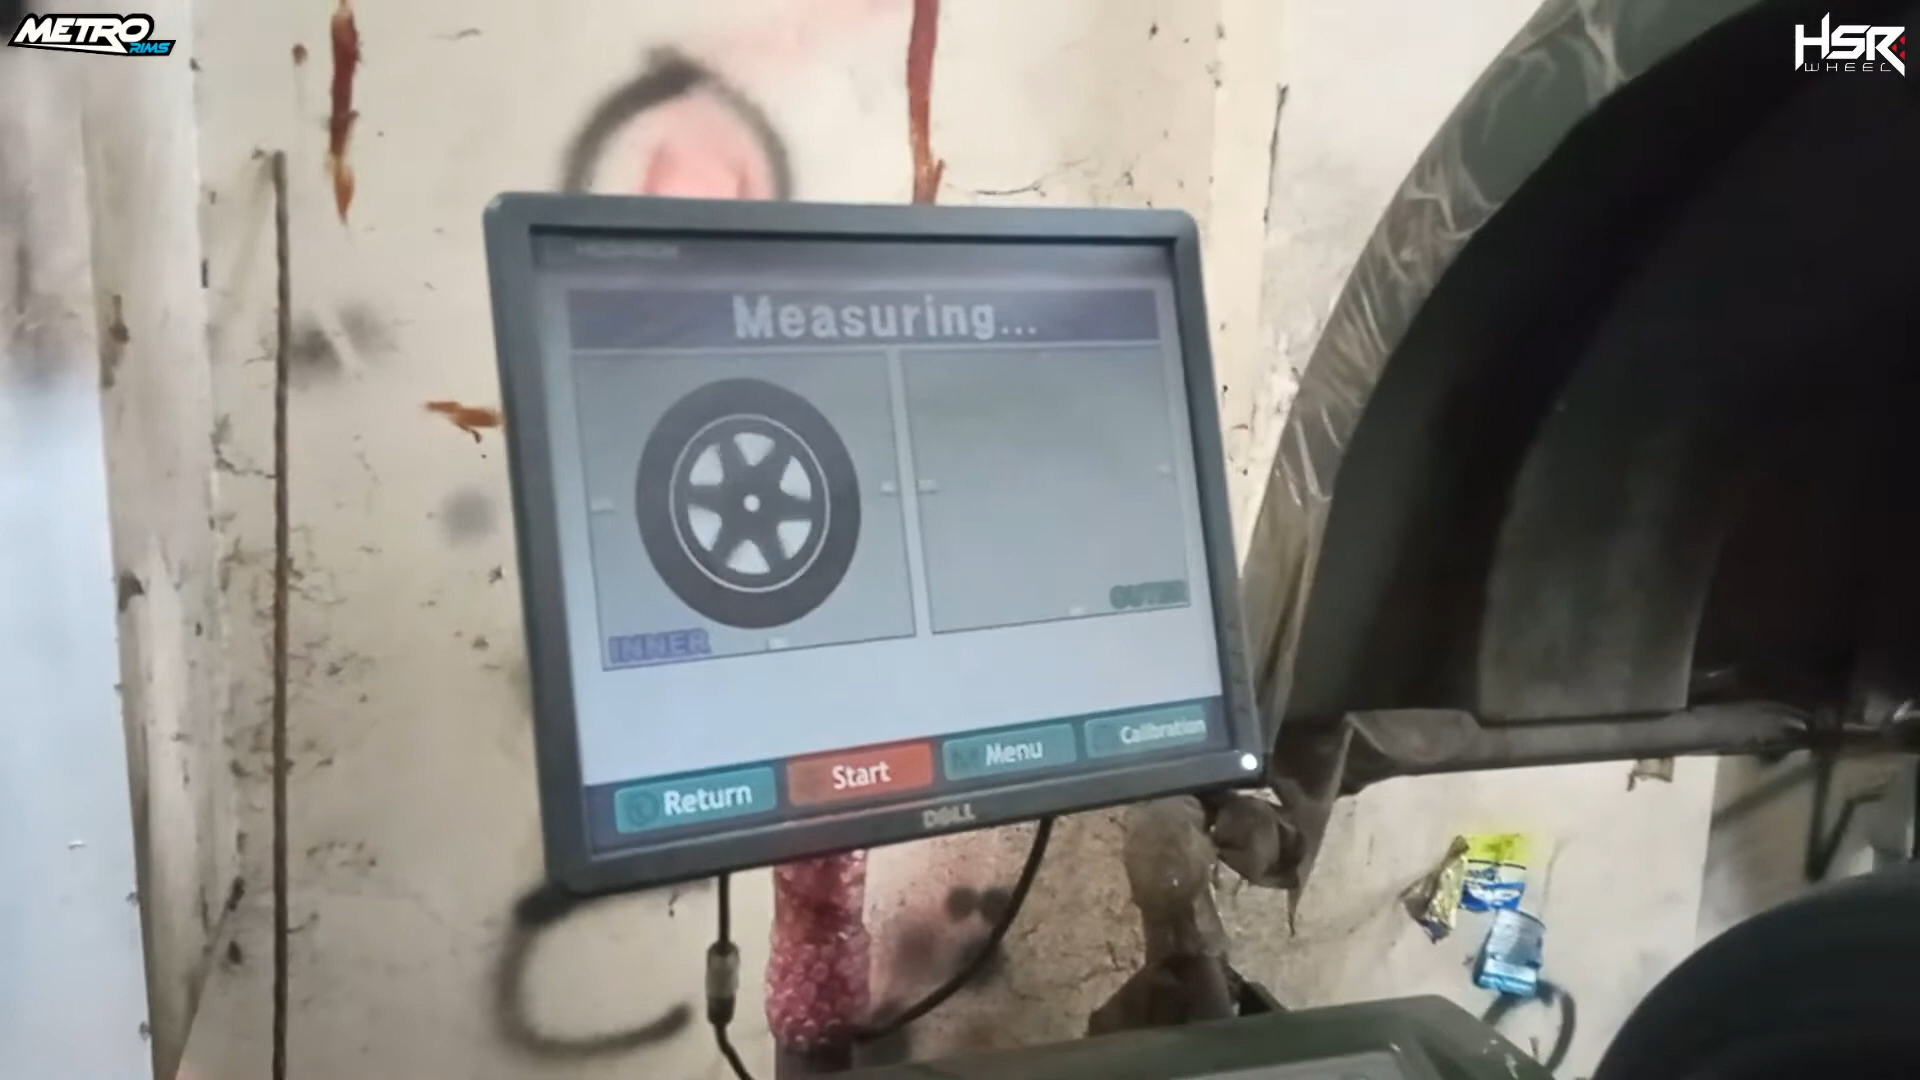 METRO
RIMS
HSR
WHEEL
Measuring...
INNER
OUTER
Return
Start
Menu
Calibration
DELL